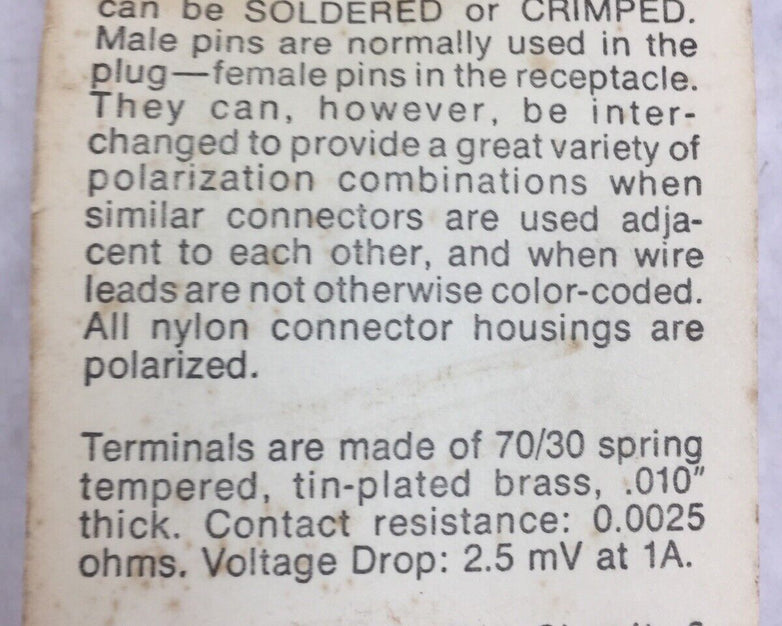 can be SOLDERED or CRIMPED.
Male pins are normally used in the
plug—female pins in the receptacle.
They can, however, be inter-
changed to provide a great variety of
polarization combinations when
similar connectors are used adja-
cent to each other, and when wire
leads are not otherwise color-coded.
All nylon connector housings are
polarized.
Terminals are made of 70/30 spring
tempered, tin-plated brass, .010″
thick. Contact resistance: 0.0025
ohms. Voltage Drop: 2.5 mV at 1A.